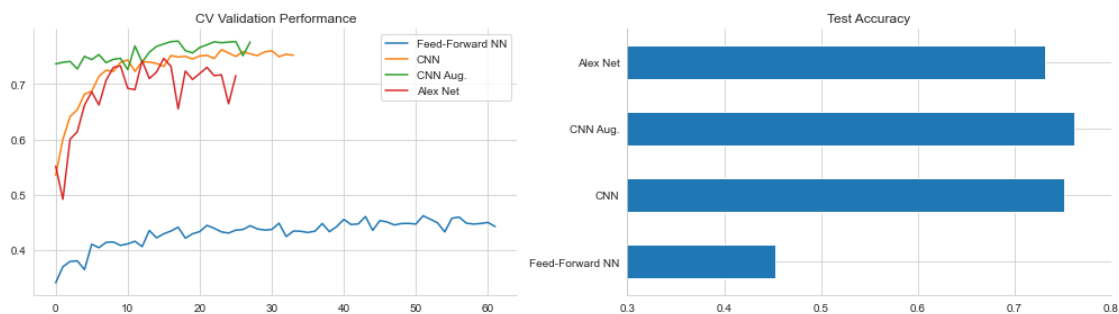 CV Validation Performance
Feed-Forward NN
CNN
CNN Aug.
Alex Net
0.7
0.6
0.5
0.4
0 10 20 30 40 50 60
Test Accuracy
Alex Net
CNN Aug.
CNN
Feed-Forward NN
0.3 0.4 0.5 0.6 0.7 0.8